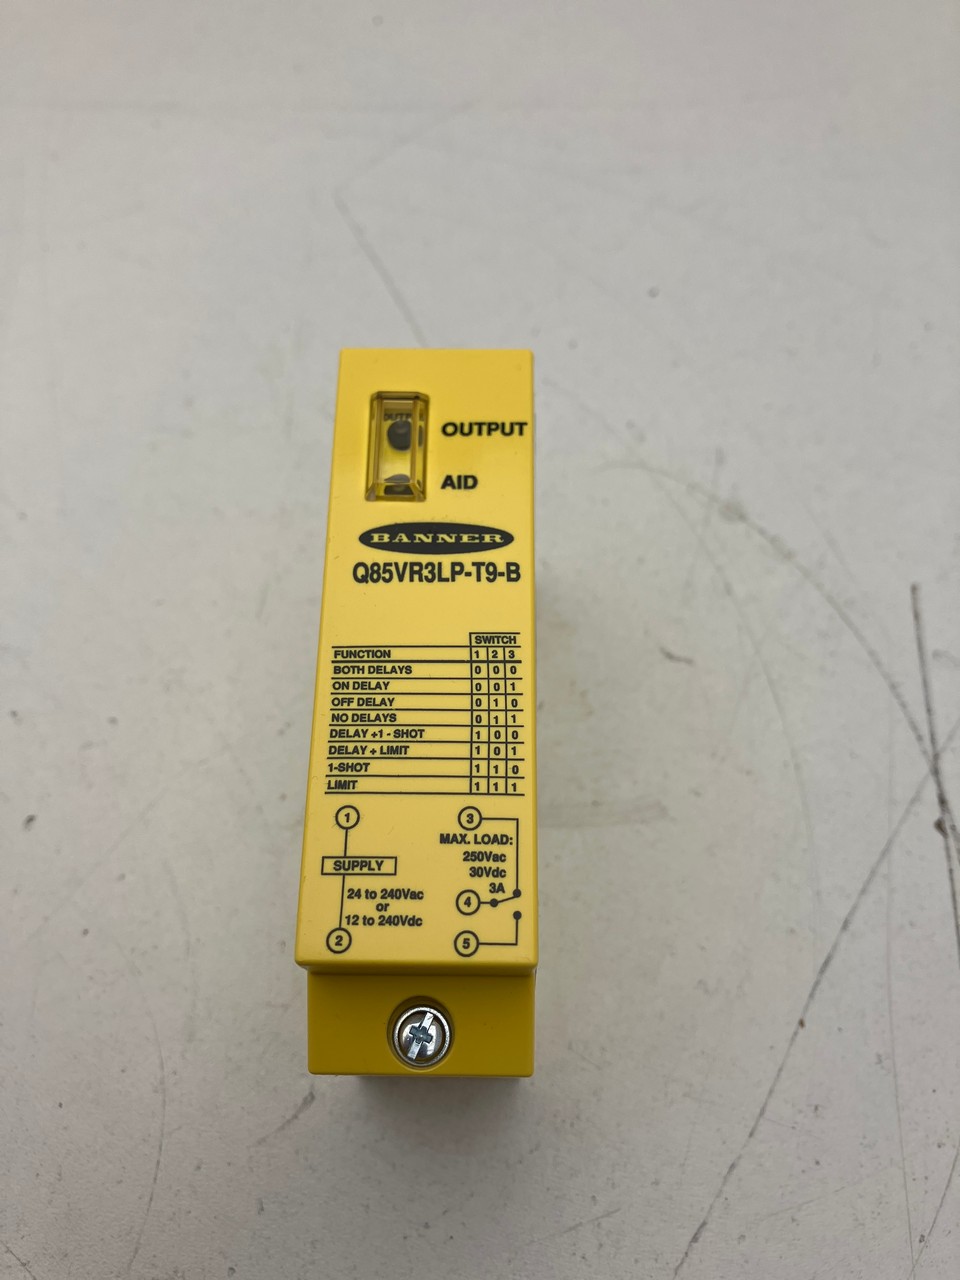 OUTPUT
AID
BANNER
Q85VR3LP-T9-B
SWITCH
FUNCTION 1 2 3
BOTH DELAYS 0 0 0
ON DELAY 0 0 1
OFF DELAY 0 1 0
NO DELAYS 0 1 1
DELAY +1 - SHOT 1 0 0
DELAY + LIMIT 1 0 1
1-SHOT 1 1 0
LIMIT 1 1 1
1
SUPPLY
24 to 240Vac
or
12 to 240Vdc
2
3
MAX. LOAD:
250Vac
30Vdc
3A
4
5